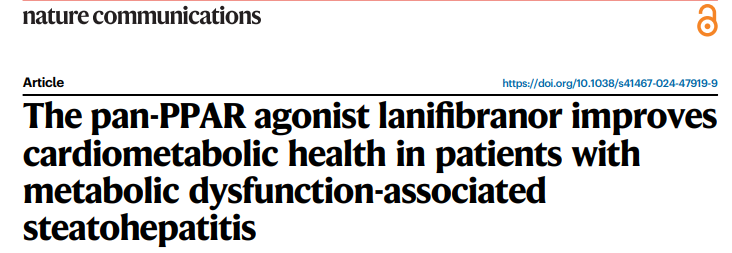 nature communications
Article
https://doi.org/10.1038/s41467-024-47919-9
The pan-PPAR agonist lanifibranor improves
cardiometabolic health in patients with
metabolic dysfunction-associated
steatohepatitis